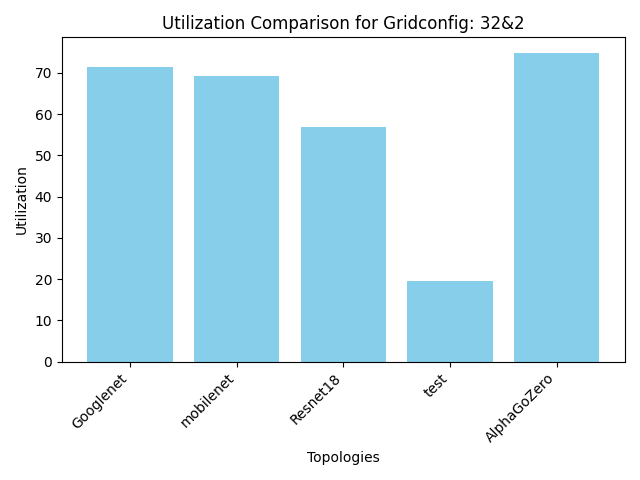 Utilization Comparison for Gridconfig: 32&2
Utilization
70
60
50
40
30
20
10
0
Googlenet
mobilenet
Resnet18
test
AlphaGoZero
Topologies